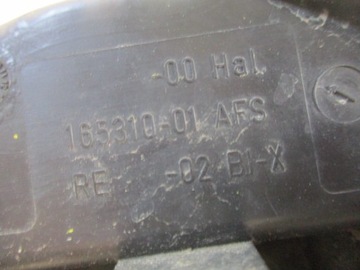 -00 Hal.
165310-01 AFS
RE -02 BI-X